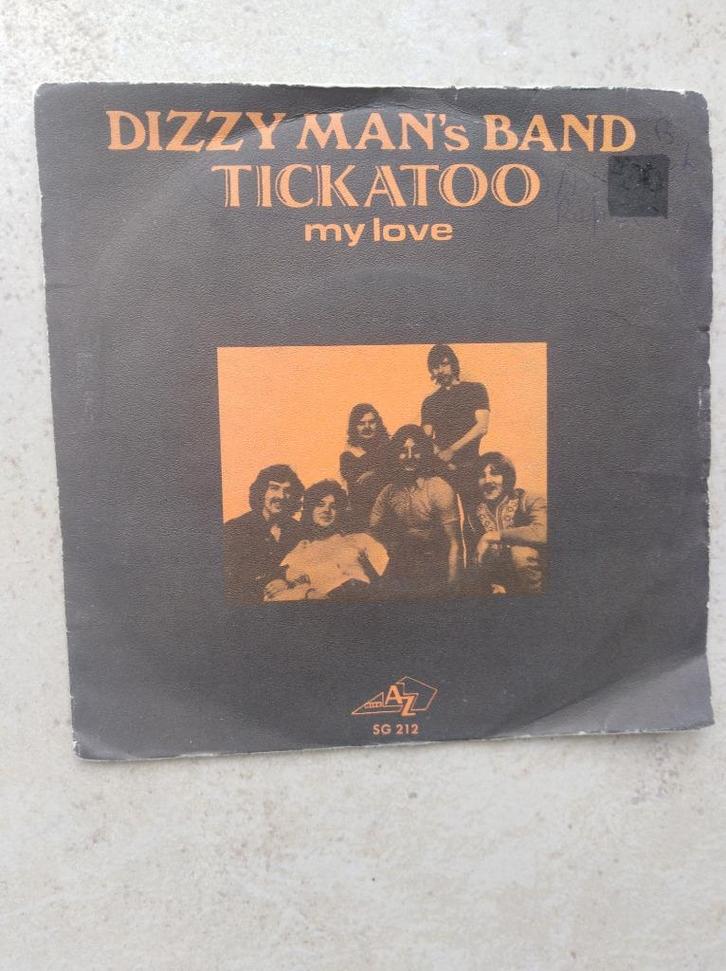 DIZZY MAN's BAND
TICKATOO
my love
AZ
SG 212